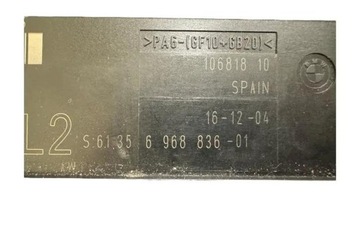 >PA6-(GF10+GB20)<
106818 10
SPAIN
16-12-04
L2
S:61.35 6 968 836-01